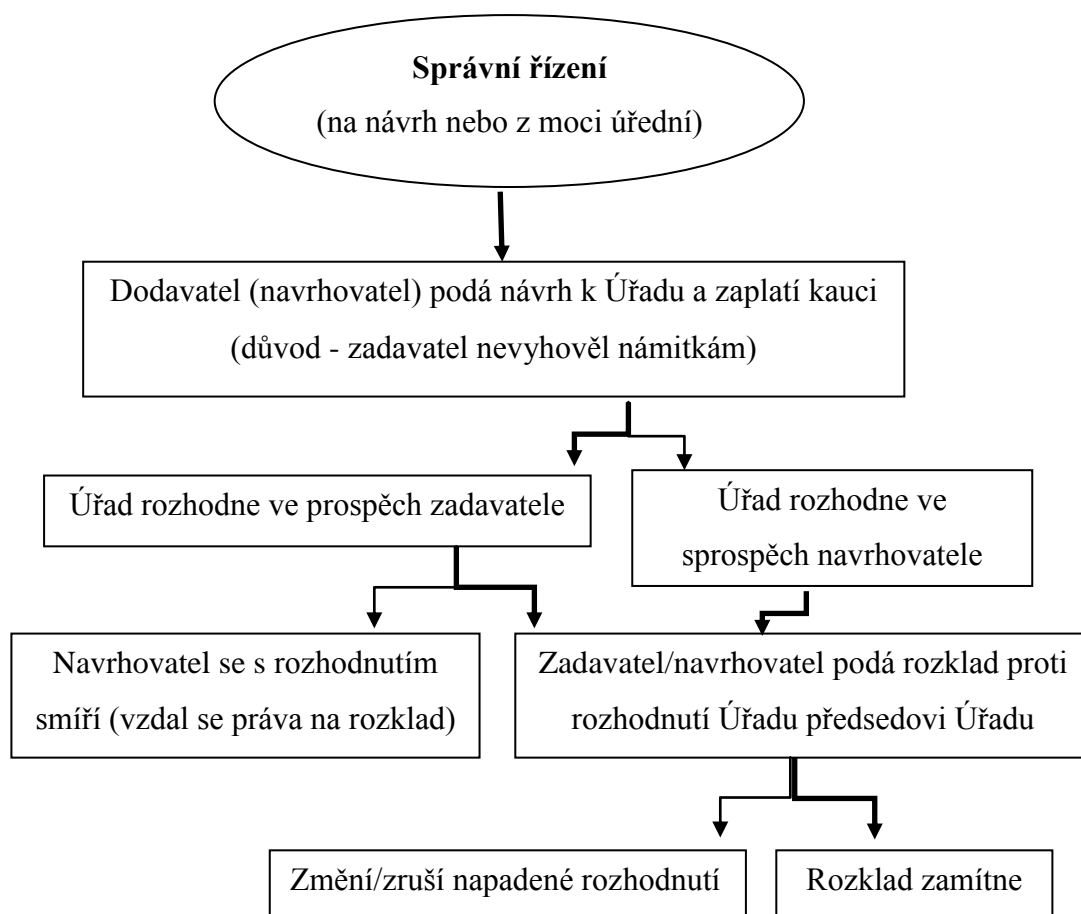 Správní řízení
(na návrh nebo z moci úřední)
Dodavatel (navrhovatel) podá návrh k Úřadu a zaplatí kauci
(důvod - zadavatel nevyhověl námitkám)
Úřad rozhodne ve prospěch zadavatele
Úřad rozhodne ve
sprospěch navrhovatele
Navrhovatel se s rozhodnutím
smíří (vzdal se práva na rozklad)
Zadavatel/navrhovatel podá rozklad proti
rozhodnutí Úřadu předsedovi Úřadu
Změní/zruší napadené rozhodnutí
Rozklad zamítne